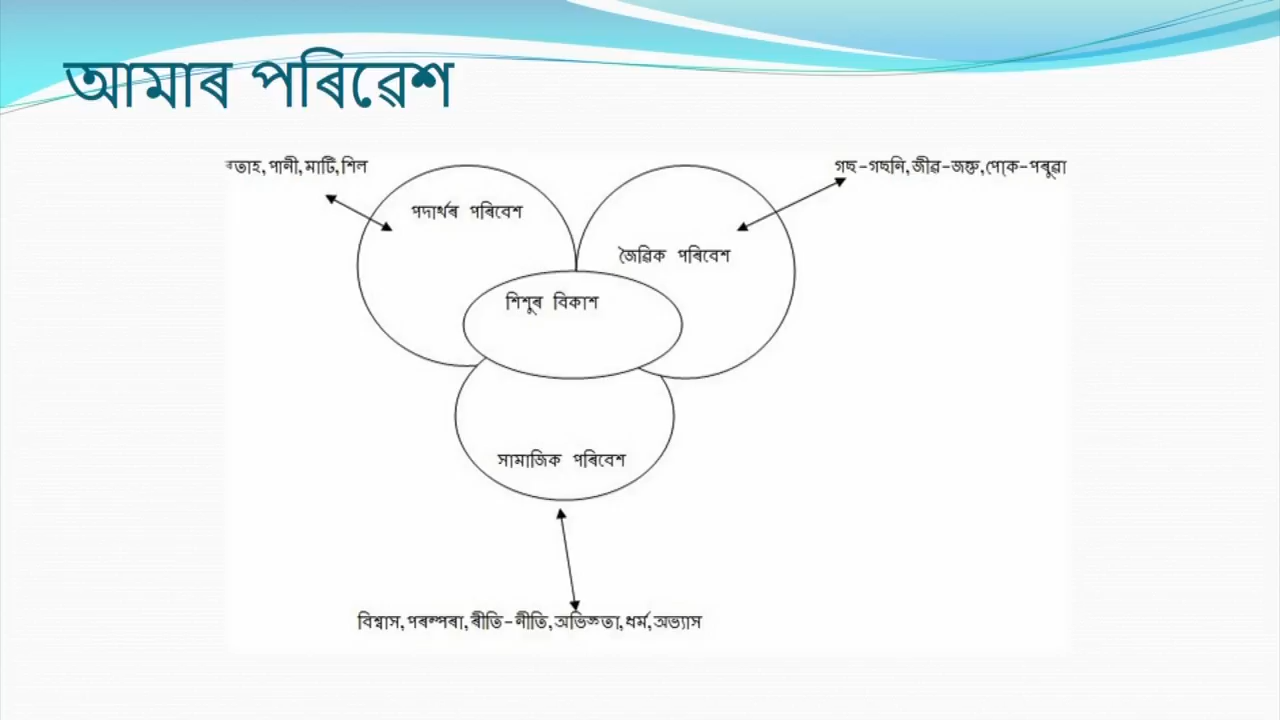 আমাৰ পৰিৱেশ
বতাহ, পানী, মাটি, শিল
গছ-গছনি, জীৱ-জন্তু, পোক-পৰুৱা
পদাৰ্থৰ পৰিবেশ
জৈৱিক পৰিবেশ
শিশুৰ বিকাশ
সামাজিক পৰিবেশ
বিশ্বাস, পৰম্পৰা, ৰীতি-নীতি, অভিজ্ঞতা, ধৰ্ম, অভ্যাস